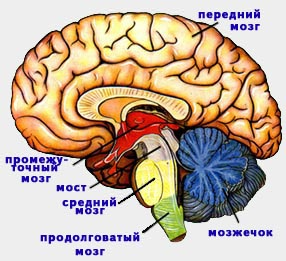 передний
мозг
промежу-
точный
мозг
мост
средний
мозг
продолговатый
мозг
мозжечок